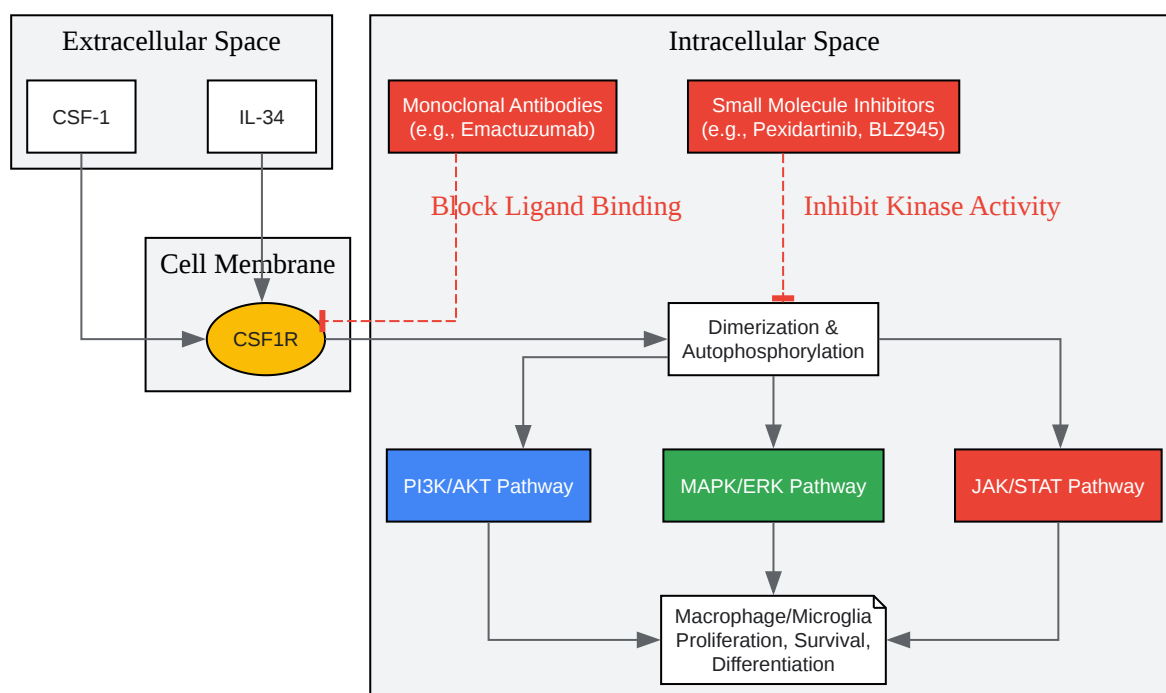 Extracellular Space
CSF-1
IL-34
Cell Membrane
CSF1R
Intracellular Space
Monoclonal Antibodies
(e.g., Emactuzumab)
Small Molecule Inhibitors
(e.g., Pexidartinib, BLZ945)
Block Ligand Binding
Inhibit Kinase Activity
Dimerization &
Autophosphorylation
PI3K/AKT Pathway
MAPK/ERK Pathway
JAK/STAT Pathway
Macrophage/Microglia
Proliferation, Survival,
Differentiation